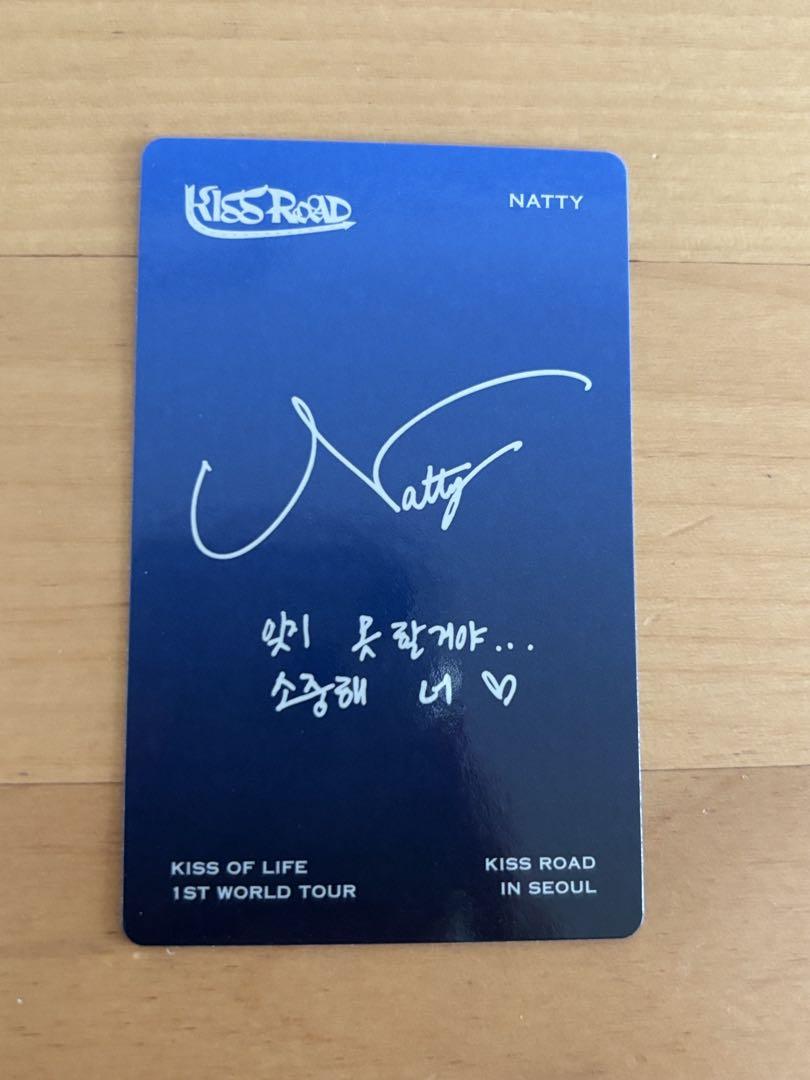 KISS ROAD
NATTY
Natty
잊지 못할거야...
소중해 너 ♡
KISS OF LIFE
1ST WORLD TOUR
KISS ROAD
IN SEOUL